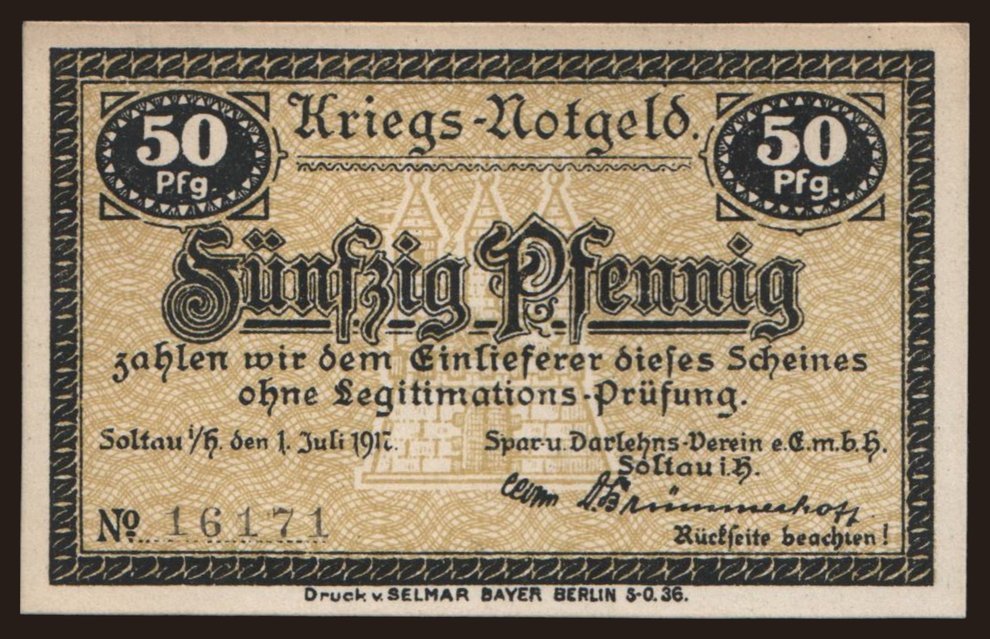 50 Pfg.
Kriegs-Notgeld.
50 Pfg.
Fünfzig Pfennig
zahlen wir dem Einlieferer dieses Scheines
ohne Legitimations-Prüfung.
Soltau i/H. den 1. Juli 1917.
Spar-u. Darlehns-Verein e.G.m.b.H.
Soltau i.H.
D. Brümmerhoff
No 16171
Rückseite beachten!
Druck v. SELMAR BAYER BERLIN S-O.36.